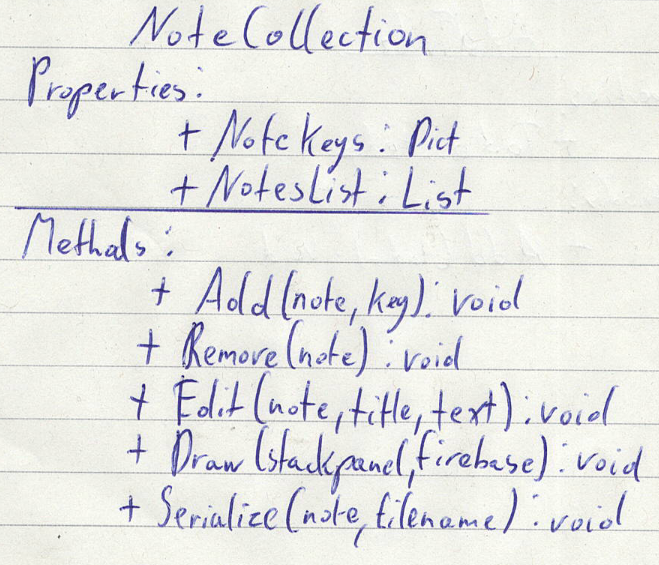 NoteCollection
Properties:
+ NoteKeys: Dict
+ NotesList: List
Methods:
+ Add(note, key): void
+ Remove(note): void
+ Edit(note, title, text): void
+ Draw(stackpanel, firebase): void
+ Serialize(note, filename): void